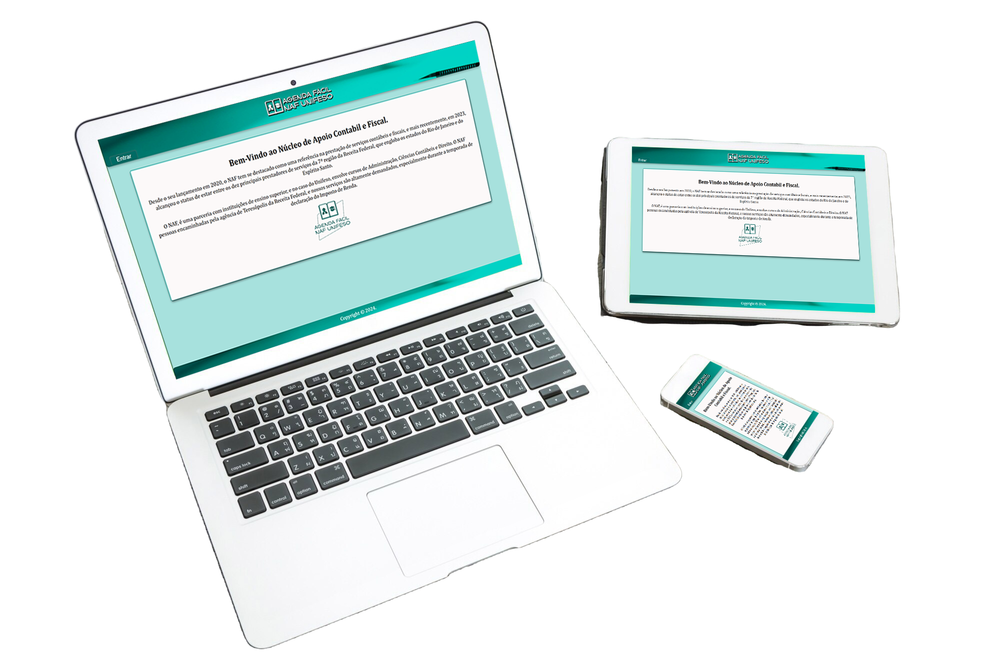 AGENDA FÁCIL
NAF UNIFESO
Entrar
Bem-Vindo ao Núcleo de Apoio Contabil e Fiscal.
Desde o seu lançamento em 2020, o NAF tem se destacado como uma referência na prestação de serviços contábeis e fiscais, e mais recentemente, em 2023,
alcançou o status de estar entre os dez principais prestadores de serviços da 7ª região da Receita Federal, que engloba os estados do Rio de Janeiro e do
Espírito Santo.
O NAF, é uma parceria com instituições de ensino superior, e no caso do Unifeso, envolve cursos de Administração, Ciências Contábeis e Direito. O NAF
pessoas encaminhadas pela agência de Teresópolis da Receita Federal, e nossos serviços são altamente demandados, especialmente durante a temporada de
declaração do Imposto de Renda.
AGENDA FÁCIL
NAF UNIFESO
Copyright © 2024.
esc
delete
tab
enter
return
caps lock
shift
shift
fn
control
alt
option
command
command
alt
option
Q W E R T Y U I O P
A S D F G H J K L
Z X C V B N M
AGENDA FÁCIL
NAF UNIFESO
Entrar
Bem-Vindo ao Núcleo de Apoio Contabil e Fiscal.
Desde o seu lançamento em 2020, o NAF tem se destacado como uma referência na prestação de serviços contábeis e fiscais, e mais recentemente, em 2023,
alcançou o status de estar entre os dez principais prestadores de serviços da 7ª região da Receita Federal, que engloba os estados do Rio de Janeiro e do
Espírito Santo.
O NAF, é uma parceria com instituições de ensino superior, e no caso do Unifeso, envolve cursos de Administração, Ciências Contábeis e Direito. O NAF
pessoas encaminhadas pela agência de Teresópolis da Receita Federal, e nossos serviços são altamente demandados, especialmente durante a temporada de
declaração do Imposto de Renda.
AGENDA FÁCIL
NAF UNIFESO
Copyright © 2024.
AGENDA FÁCIL
NAF UNIFESO
Entrar
Bem-Vindo ao Núcleo de Apoio
Contabil e Fiscal.